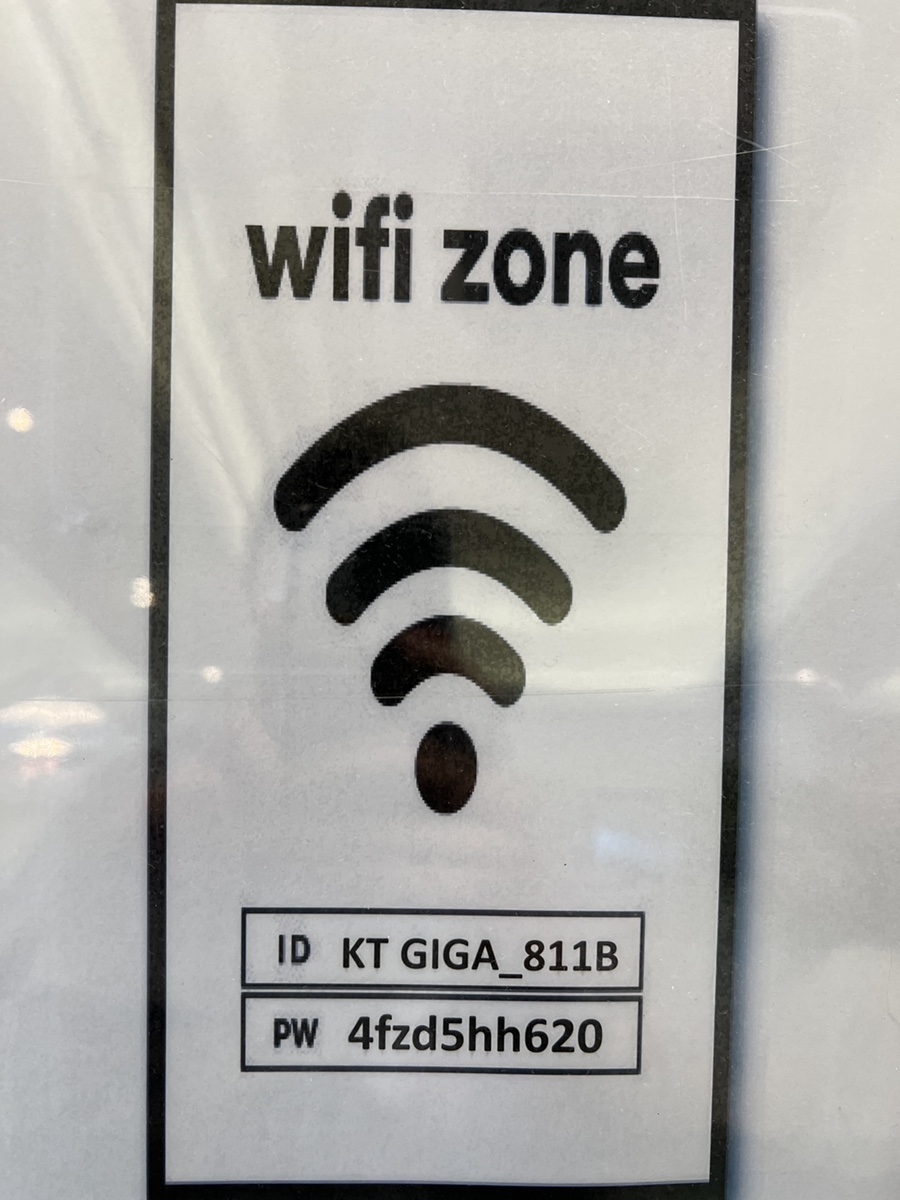 wifi zone
ID KT GIGA_811B
PW 4fzd5hh620